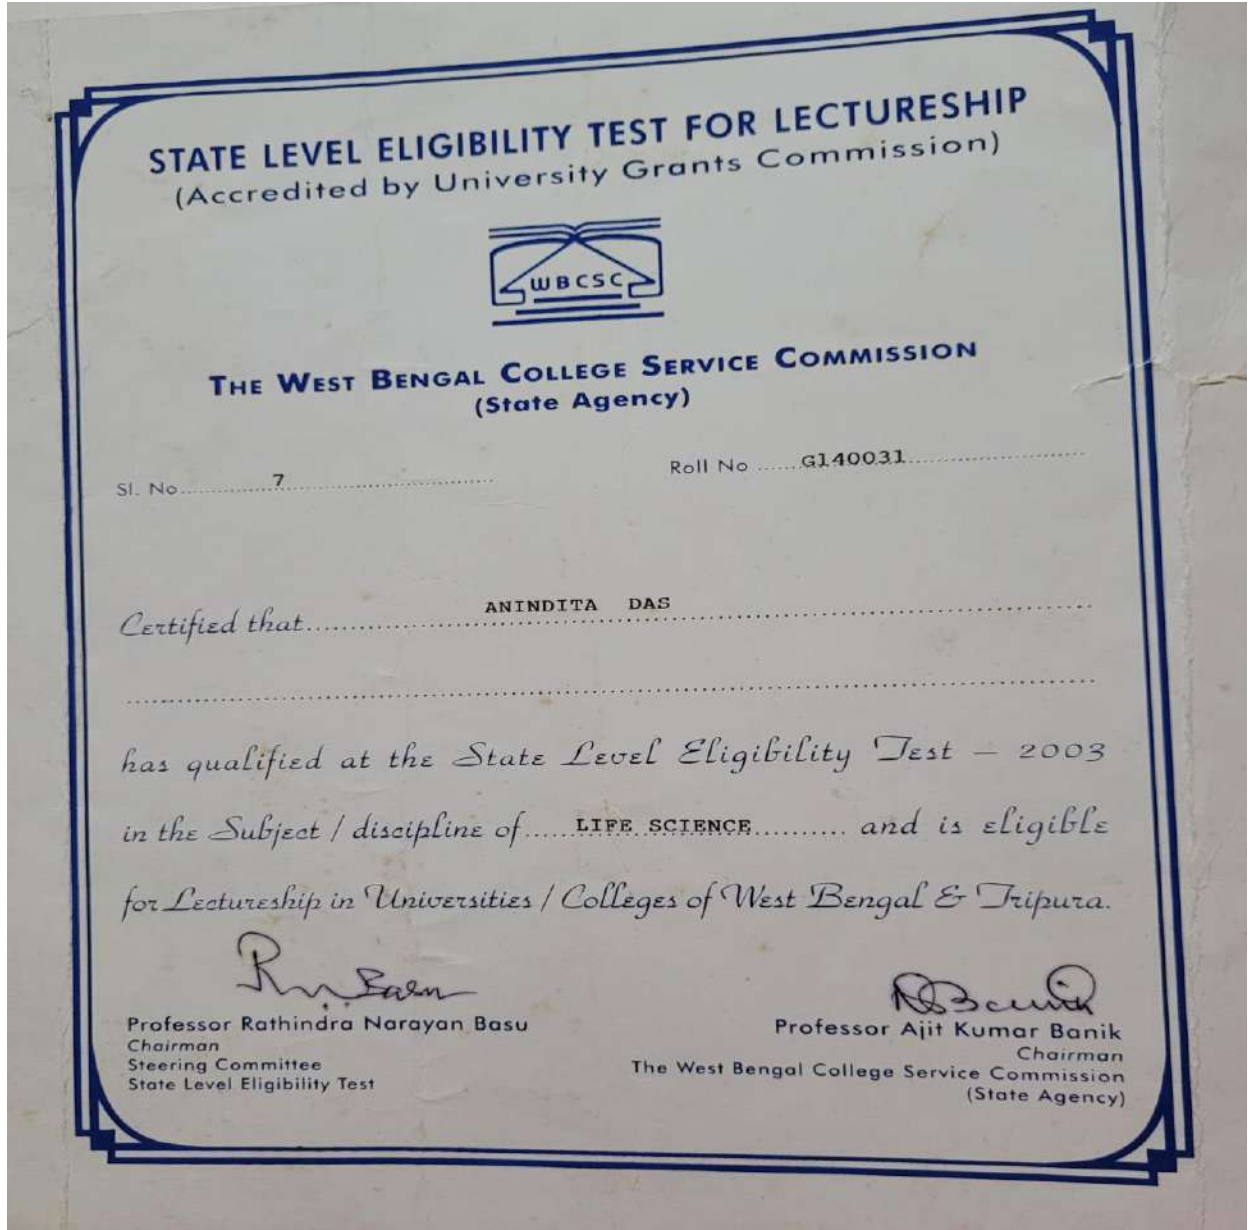 STATE LEVEL ELIGIBILITY TEST FOR LECTURESHIP
(Accredited by University Grants Commission)
WBCSC
THE WEST BENGAL COLLEGE SERVICE COMMISSION
(State Agency)
Sl. No. 7 Roll No G140031
Certified that ANINDITA DAS
has qualified at the State Level Eligibility Test – 2003
in the Subject / discipline of LIFE SCIENCE and is eligible
for Lectureship in Universities / Colleges of West Bengal & Tripura.
Professor Rathindra Narayan Basu
Chairman
Steering Committee
State Level Eligibility Test
Professor Ajit Kumar Banik
Chairman
The West Bengal College Service Commission
(State Agency)